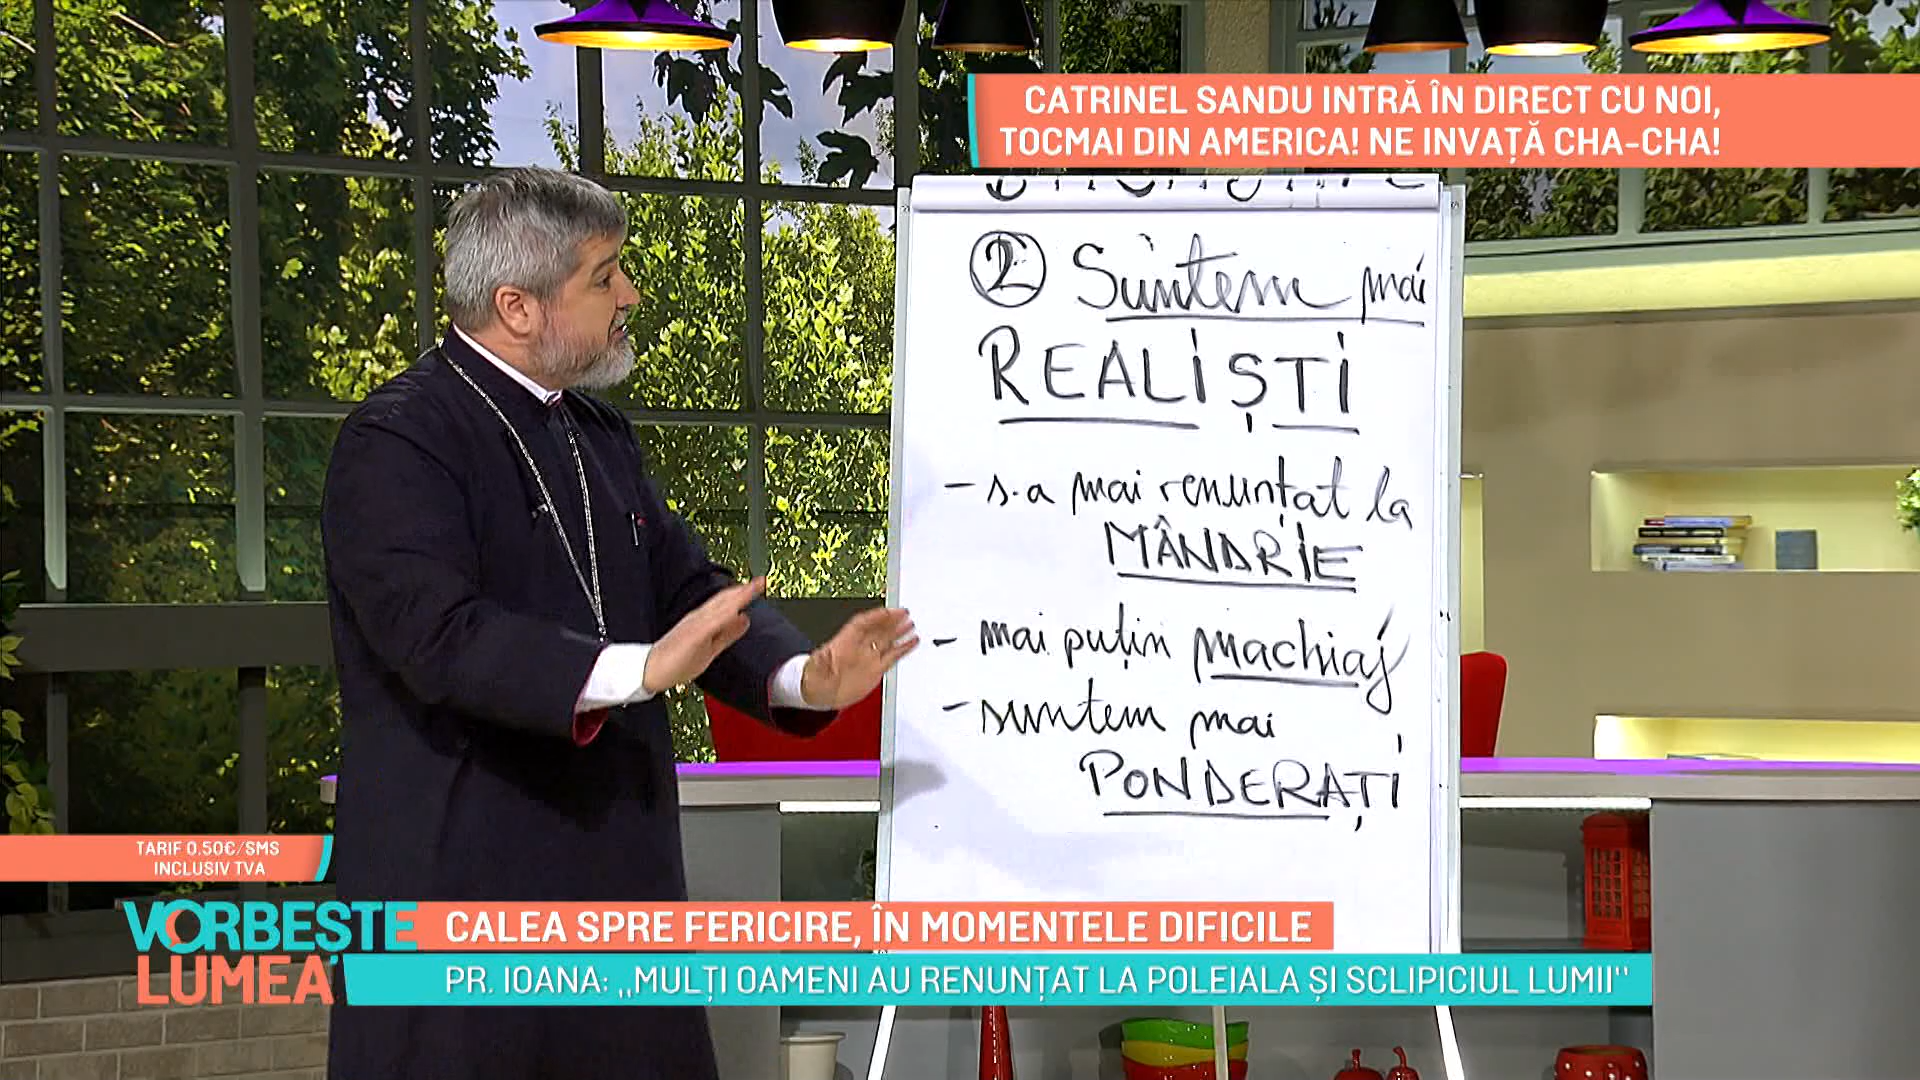 CATRINEL SANDU INTRĂ ÎN DIRECT CU NOI,
TOCMAI DIN AMERICA! NE INVAȚĂ CHA-CHA!
2 Suntem mai
REALIȘTI
- s-a mai renunțat la
MÂNDRIE
- mai puțin machiaj
- suntem mai
PONDERAȚI
TARIF 0.50€/SMS
INCLUSIV TVA
VORBEȘTE
LUMEA
CALEA SPRE FERICIRE, ÎN MOMENTELE DIFICILE
PR. IOANA: ,,MULȚI OAMENI AU RENUNȚAT LA POLEIALA ȘI SCLIPICIUL LUMII''